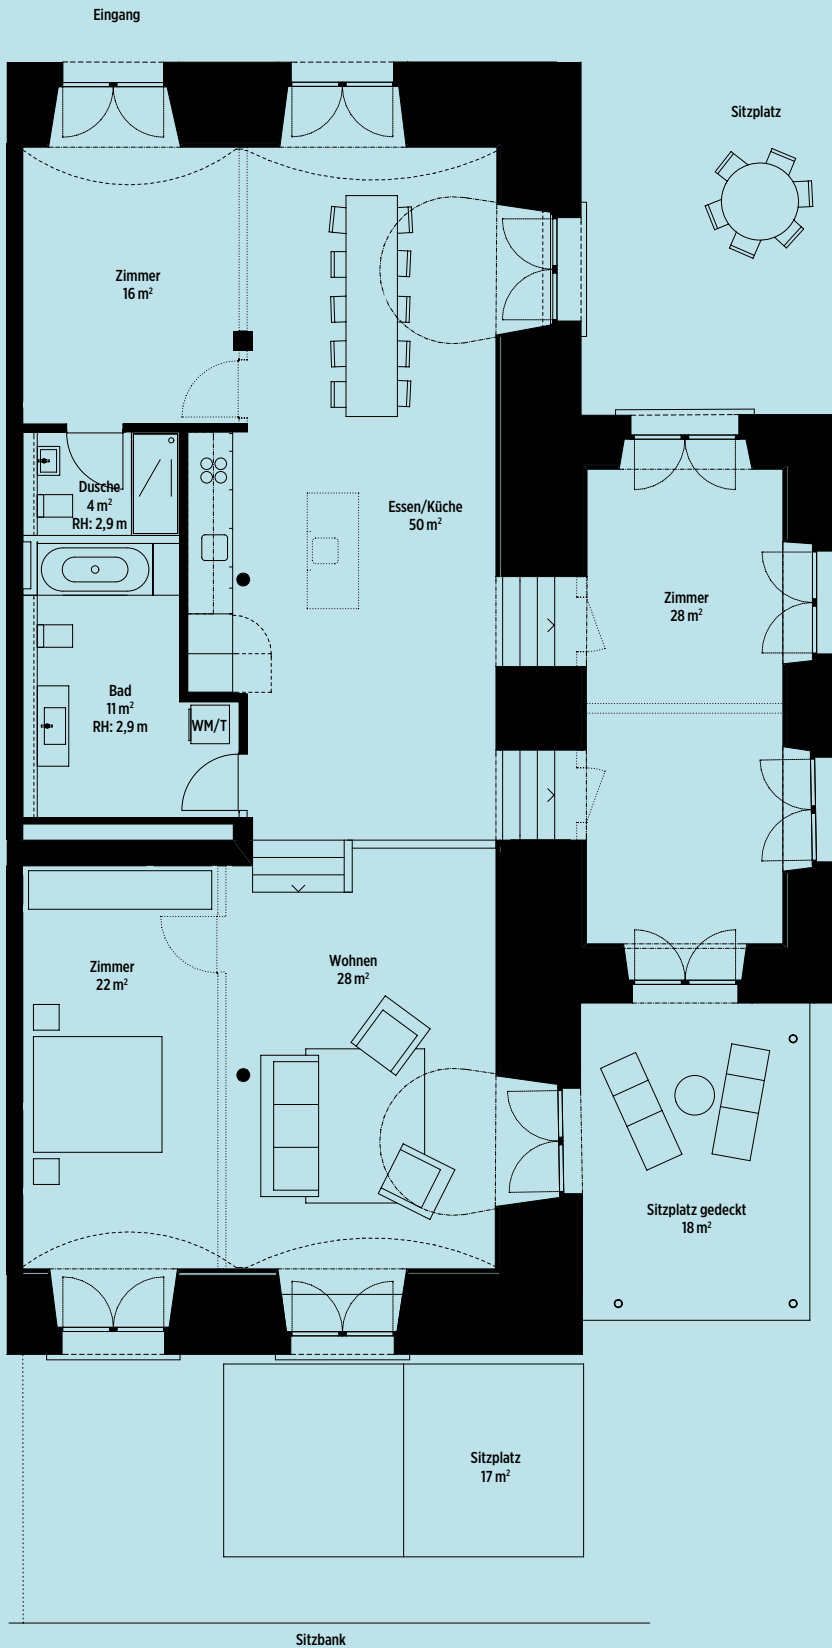 Eingang
Sitzplatz
Zimmer
16 m²
Dusche
4 m²
RH: 2,9 m
Essen/Küche
50 m²
Zimmer
28 m²
Bad
11 m²
RH: 2,9 m
WM/T
Zimmer
22 m²
Wohnen
28 m²
Sitzplatz gedeckt
18 m²
Sitzplatz
17 m²
Sitzbank